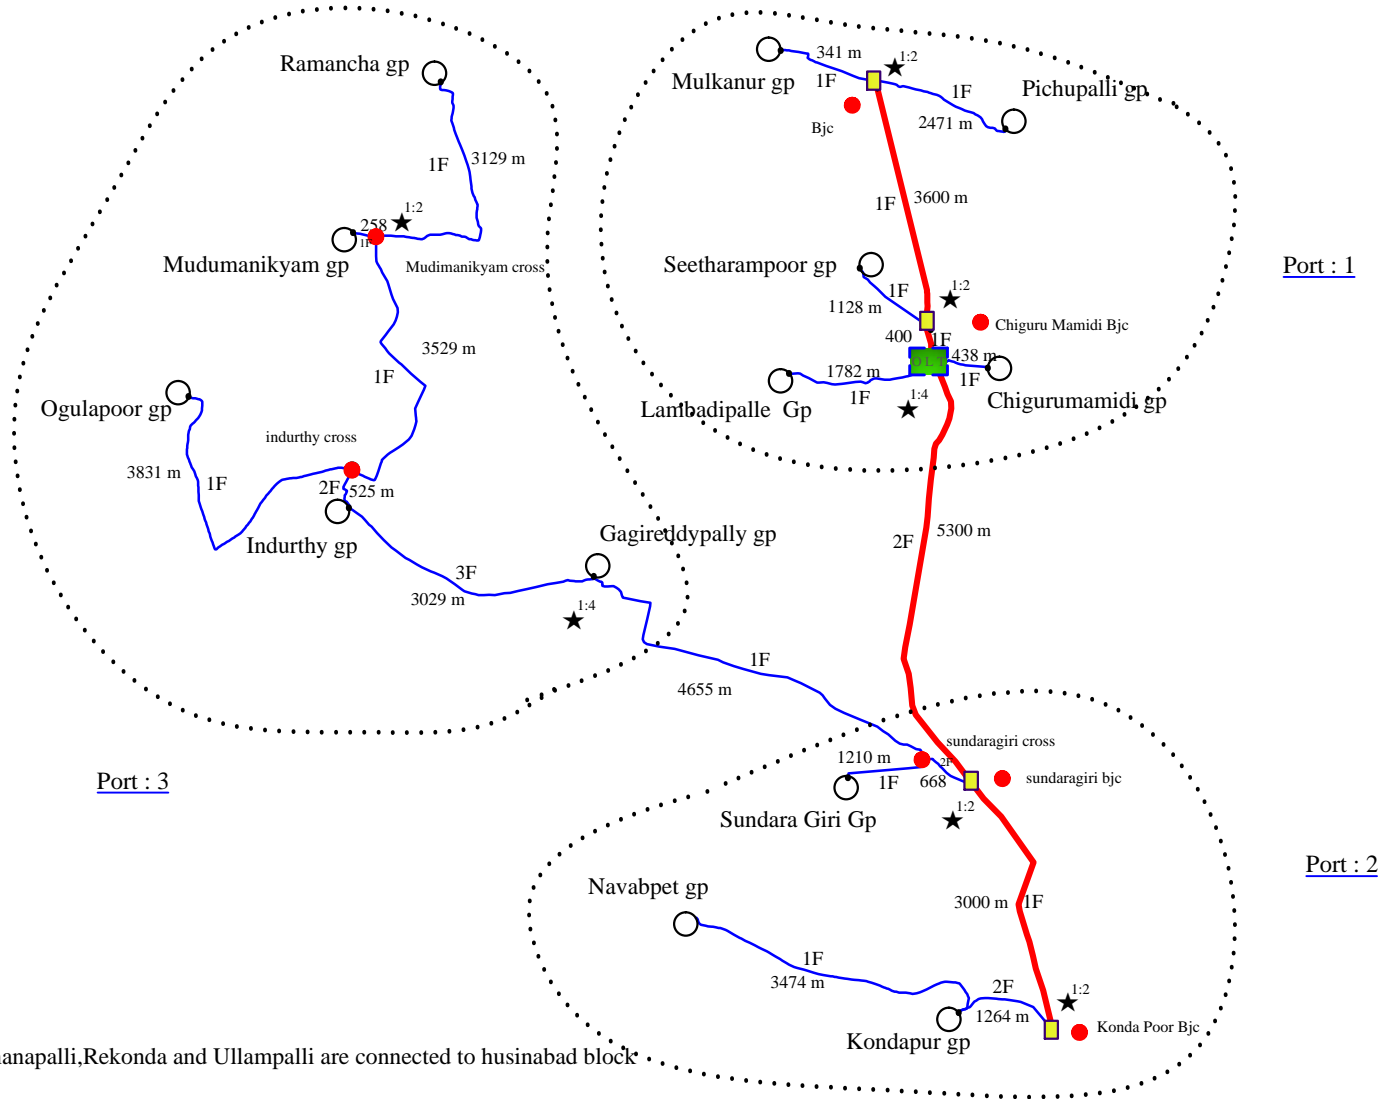 Ramancha gp
1F
3129 m
1:2
258
1F
Mudumanikyam gp
Mudimanikyam cross
3529 m
1F
Ogulapoor gp
indurthy cross
3831 m
1F
2F
525 m
Indurthy gp
Gagireddypally gp
3F
3029 m
1:4
1F
4655 m
Port : 3
341 m
1:2
Mulkanur gp
1F
1F
Pichupalli gp
2471 m
Bjc
1F
3600 m
Seetharampoor gp
Port : 1
1F
1:2
1128 m
Chiguru Mamidi Bjc
400
1F
438 m
OLT
1782 m
1F
1F
Lambadipalle Gp
1:4
Chigurumamidi gp
5300 m
2F
sundaragiri cross
1210 m
2F
1F
668
sundaragiri bjc
Sundara Giri Gp
1:2
Port : 2
Navabpet gp
3000 m
1F
1F
3474 m
2F
1:2
1264 m
Konda Poor Bjc
Kondapur gp
anapalli,Rekonda and Ullampalli are connected to husinabad block